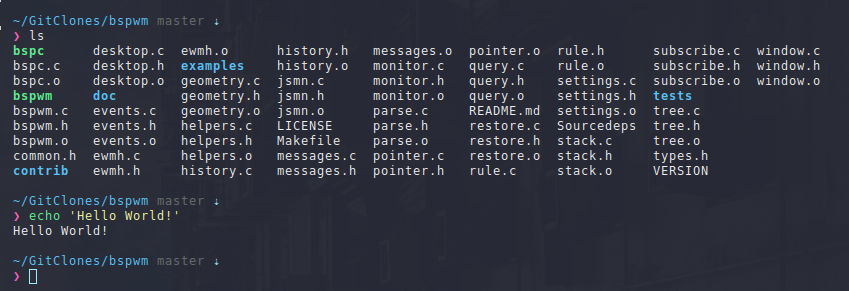 ~/GitClones/bspwm master ↓
❯ ls
bspc      desktop.c  ewmh.o      history.h   messages.o  pointer.o  rule.h      subscribe.c  window.c
bspc.c    desktop.h  examples    history.o   monitor.c   query.c    rule.o      subscribe.h  window.h
bspc.o    desktop.o  geometry.c  jsmn.c      monitor.h   query.h    settings.c  subscribe.o  window.o
bspwm     doc        geometry.h  jsmn.h      monitor.o   query.o    settings.h  tests
bspwm.c   events.c   geometry.o  jsmn.o      parse.c     README.md  settings.o  tree.c
bspwm.h   events.h   helpers.c   LICENSE     parse.h     restore.c  Sourcedeps  tree.h
bspwm.o   events.o   helpers.h   Makefile    parse.o     restore.h  stack.c     tree.o
common.h  ewmh.c     helpers.o   messages.c  pointer.c   restore.o  stack.h     types.h
contrib   ewmh.h     history.c   messages.h  pointer.h   rule.c     stack.o     VERSION
~/GitClones/bspwm master ↓
❯ echo 'Hello World!'
Hello World!
~/GitClones/bspwm master ↓
❯